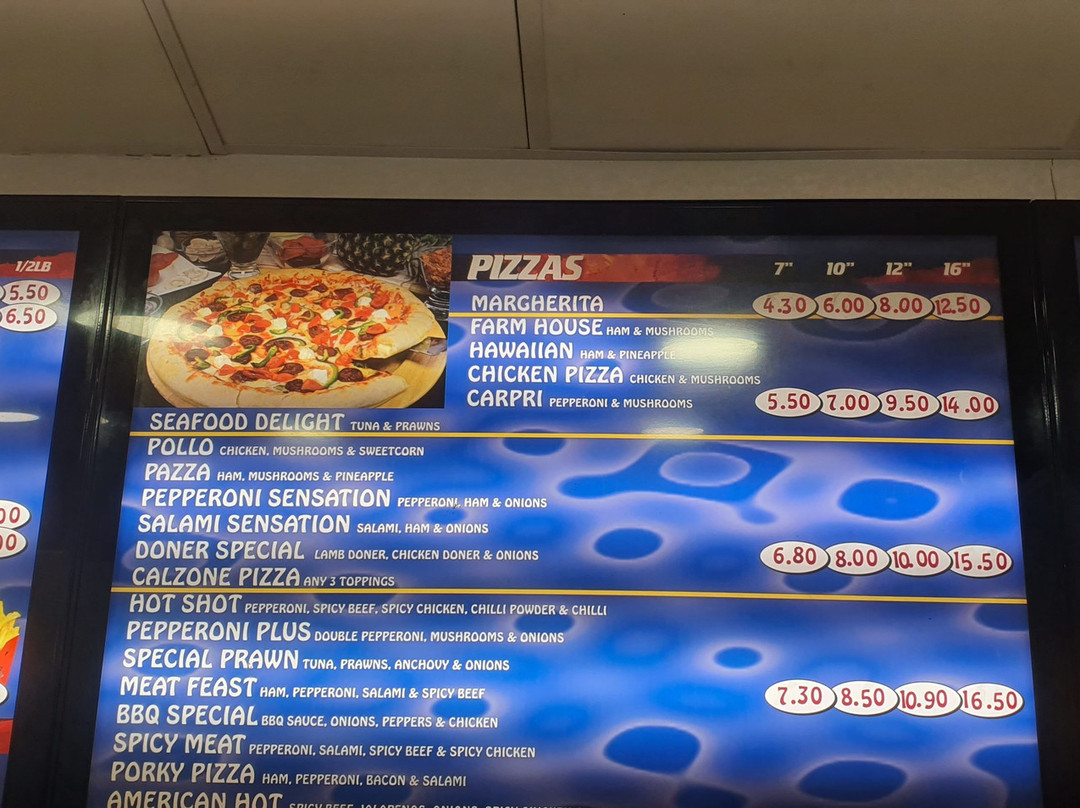 1/2LB
5.50
6.50
PIZZAS 7" 10" 12" 16"
MARGHERITA 4.30 6.00 8.00 12.50
FARM HOUSE HAM & MUSHROOMS
HAWAIIAN HAM & PINEAPPLE
CHICKEN PIZZA CHICKEN & MUSHROOMS
CARPRI PEPPERONI & MUSHROOMS 5.50 7.00 9.50 14.00
SEAFOOD DELIGHT TUNA & PRAWNS
POLLO CHICKEN, MUSHROOMS & SWEETCORN
PAZZA HAM, MUSHROOMS & PINEAPPLE
PEPPERONI SENSATION PEPPERONI, HAM & ONIONS
SALAMI SENSATION SALAMI, HAM & ONIONS
DONER SPECIAL LAMB DONER, CHICKEN DONER & ONIONS 6.80 8.00 10.00 15.50
CALZONE PIZZA ANY 3 TOPPINGS
HOT SHOT PEPPERONI, SPICY BEEF, SPICY CHICKEN, CHILLI POWDER & CHILLI
PEPPERONI PLUS DOUBLE PEPPERONI, MUSHROOMS & ONIONS
SPECIAL PRAWN TUNA, PRAWNS, ANCHOVY & ONIONS
MEAT FEAST HAM, PEPPERONI, SALAMI & SPICY BEEF 7.30 8.50 10.90 16.50
BBQ SPECIAL BBQ SAUCE, ONIONS, PEPPERS & CHICKEN
SPICY MEAT PEPPERONI, SALAMI, SPICY BEEF & SPICY CHICKEN
PORKY PIZZA HAM, PEPPERONI, BACON & SALAMI
AMERICAN HOT SPICY BEEF, JALAPENOS, ONIONS,